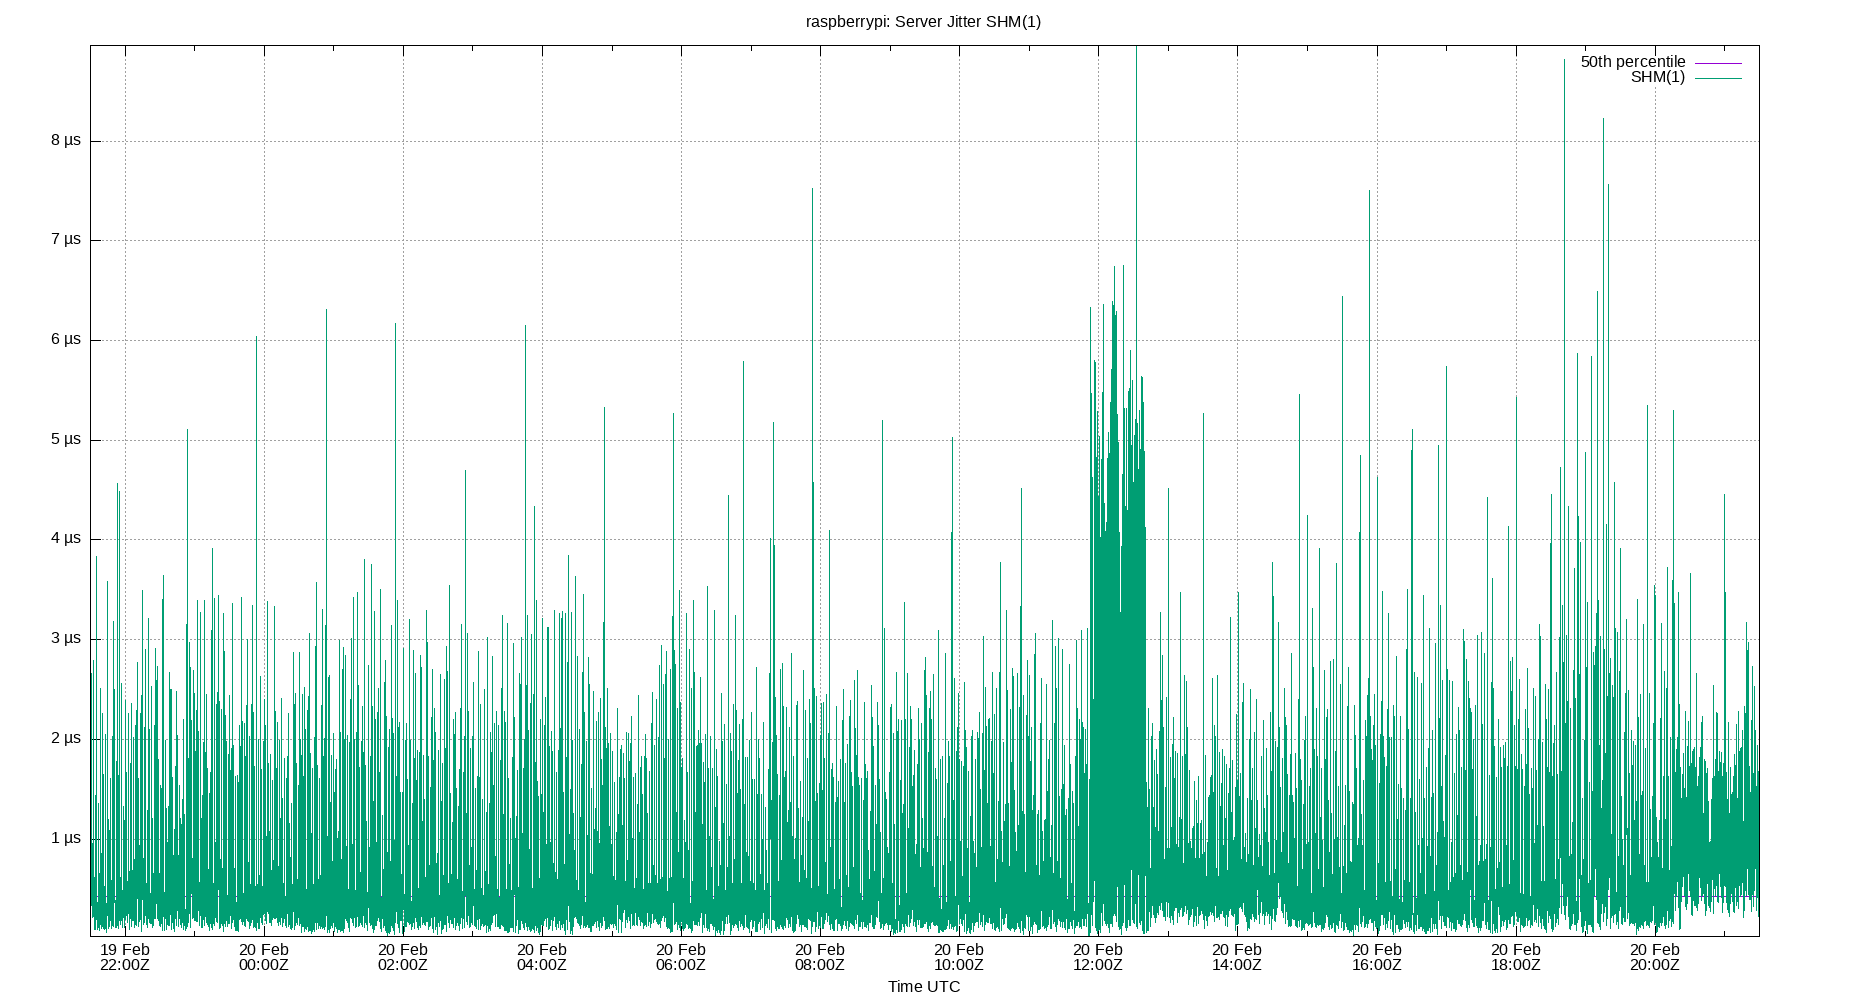 raspberrypi: Server Jitter SHM(1)
50th percentile
SHM(1)
8 µs
7 µs
6 µs
5 µs
4 µs
3 µs
2 µs
1 µs
19 Feb 20 Feb 20 Feb 20 Feb 20 Feb 20 Feb 20 Feb 20 Feb 20 Feb 20 Feb 20 Feb 20 Feb
22:00Z 00:00Z 02:00Z 04:00Z 06:00Z 08:00Z 10:00Z 12:00Z 14:00Z 16:00Z 18:00Z 20:00Z
Time UTC